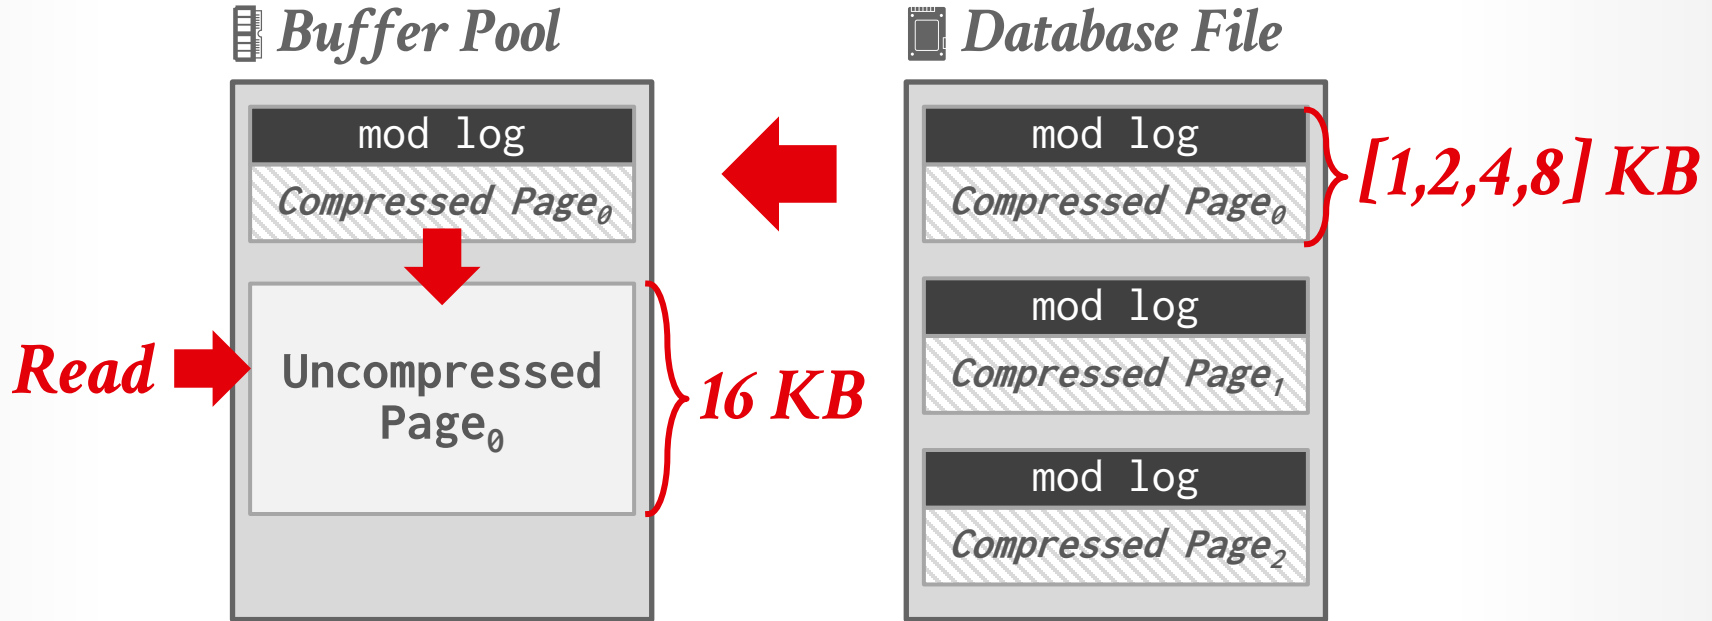 Buffer Pool
mod log
Compressed Page₀
Read
Uncompressed
Page₀
16 KB
Database File
mod log
Compressed Page₀
[1,2,4,8] KB
mod log
Compressed Page₁
mod log
Compressed Page₂